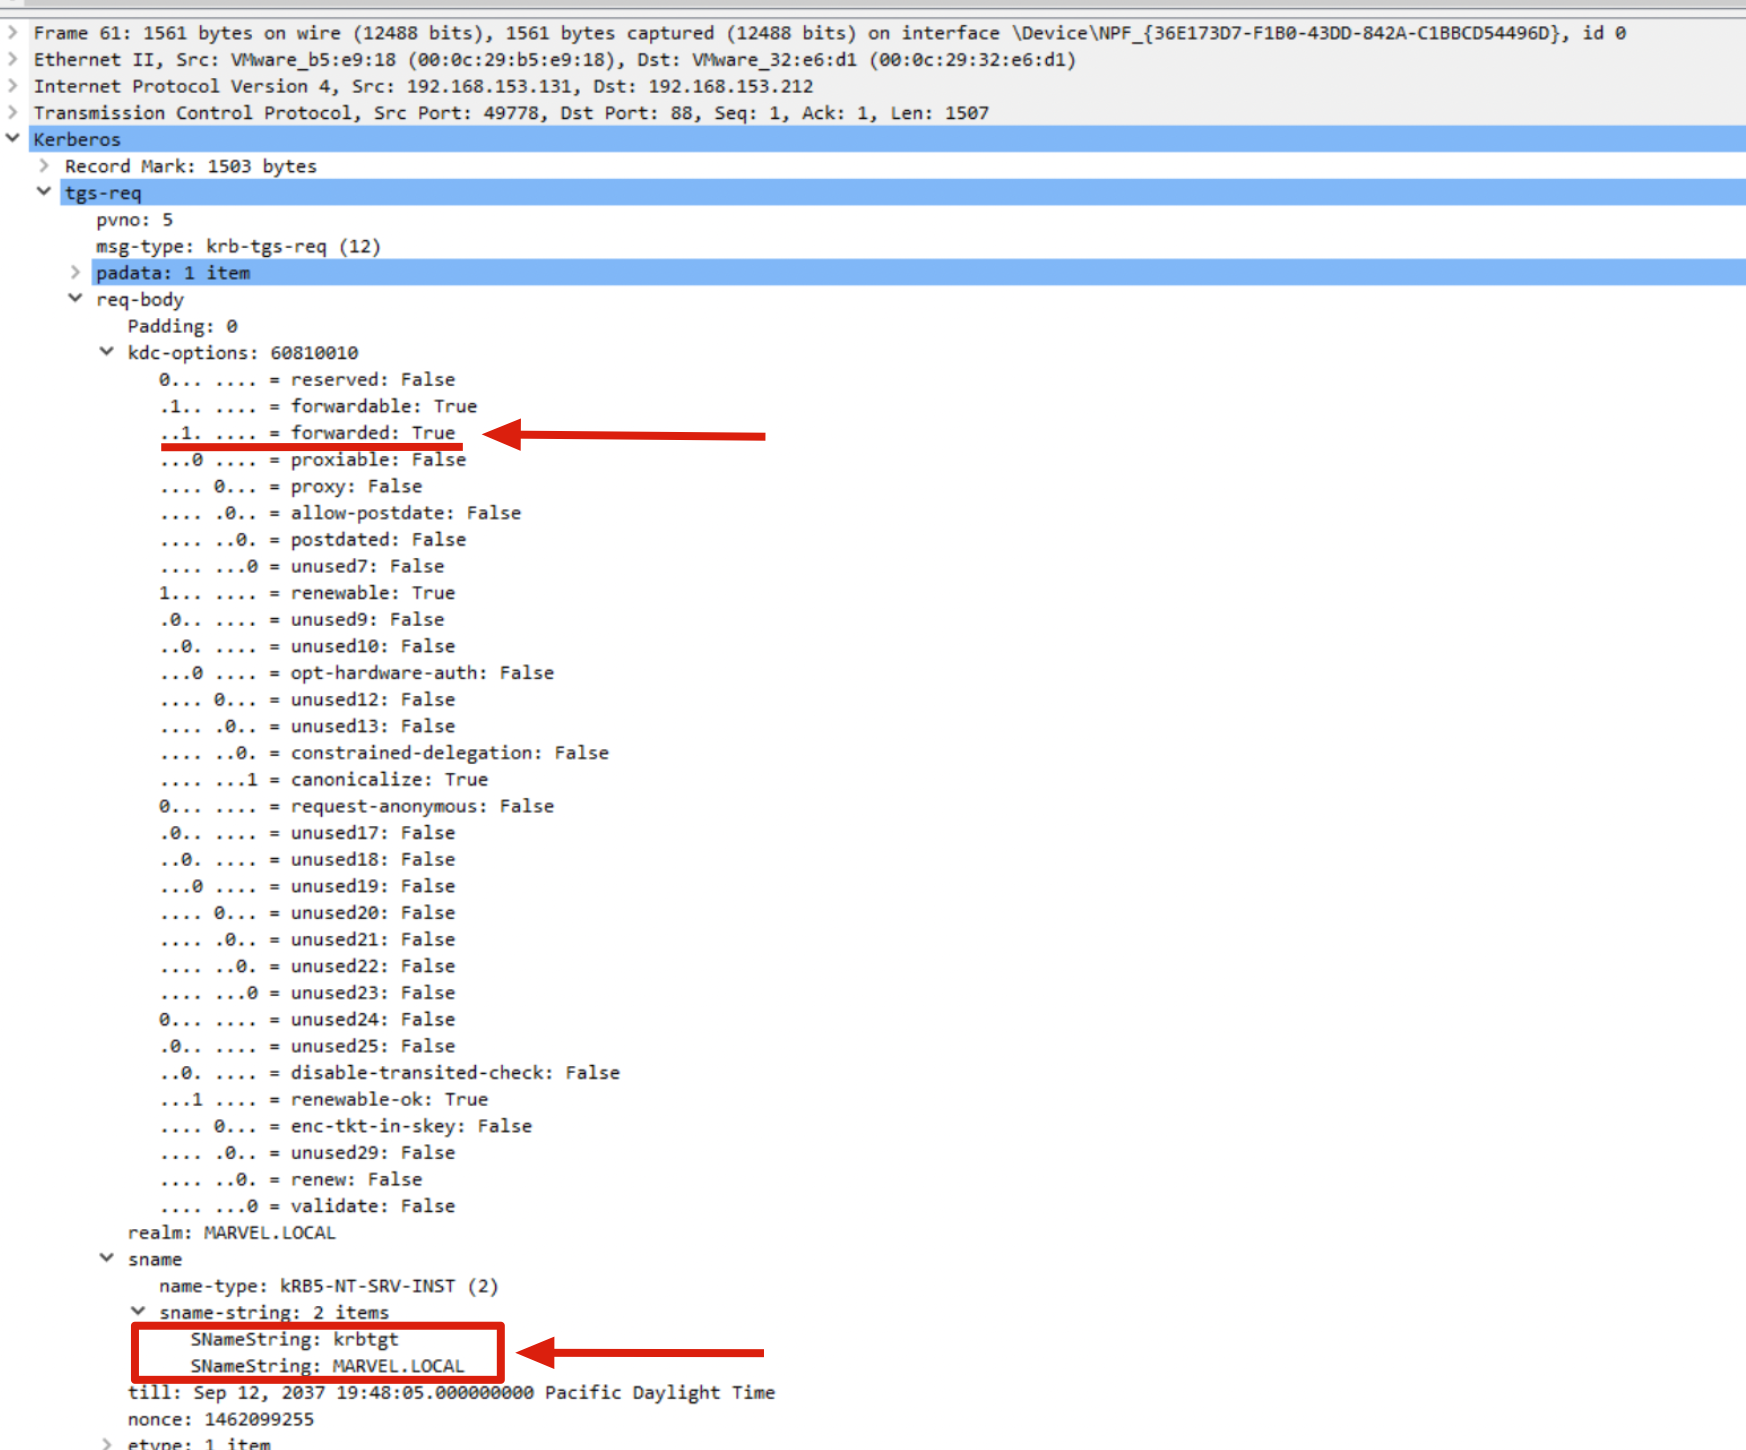 Frame 61: 1561 bytes on wire (12488 bits), 1561 bytes captured (12488 bits) on interface \Device\NPF_{36E173D7-F1B0-43DD-842A-C1BBCD54496D}, id 0
Ethernet II, Src: VMware_b5:e9:18 (00:0c:29:b5:e9:18), Dst: VMware_32:e6:d1 (00:0c:29:32:e6:d1)
Internet Protocol Version 4, Src: 192.168.153.131, Dst: 192.168.153.212
Transmission Control Protocol, Src Port: 49778, Dst Port: 88, Seq: 1, Ack: 1, Len: 1507
Kerberos
Record Mark: 1503 bytes
tgs-req
pvno: 5
msg-type: krb-tgs-req (12)
padata: 1 item
req-body
Padding: 0
kdc-options: 60810010
0... .... = reserved: False
.1.. .... = forwardable: True
..1. .... = forwarded: True
...0 .... = proxiable: False
.... 0... = proxy: False
.... .0.. = allow-postdate: False
.... ..0. = postdated: False
.... ...0 = unused7: False
1... .... = renewable: True
.0.. .... = unused9: False
..0. .... = unused10: False
...0 .... = opt-hardware-auth: False
.... 0... = unused12: False
.... .0.. = unused13: False
.... ..0. = constrained-delegation: False
.... ...1 = canonicalize: True
0... .... = request-anonymous: False
.0.. .... = unused17: False
..0. .... = unused18: False
...0 .... = unused19: False
.... 0... = unused20: False
.... .0.. = unused21: False
.... ..0. = unused22: False
.... ...0 = unused23: False
0... .... = unused24: False
.0.. .... = unused25: False
..0. .... = disable-transited-check: False
...1 .... = renewable-ok: True
.... 0... = enc-tkt-in-skey: False
.... .0.. = unused29: False
.... ..0. = renew: False
.... ...0 = validate: False
realm: MARVEL.LOCAL
sname
name-type: kRB5-NT-SRV-INST (2)
sname-string: 2 items
SNameString: krbtgt
SNameString: MARVEL.LOCAL
till: Sep 12, 2037 19:48:05.000000000 Pacific Daylight Time
nonce: 1462099255
etype: 1 item